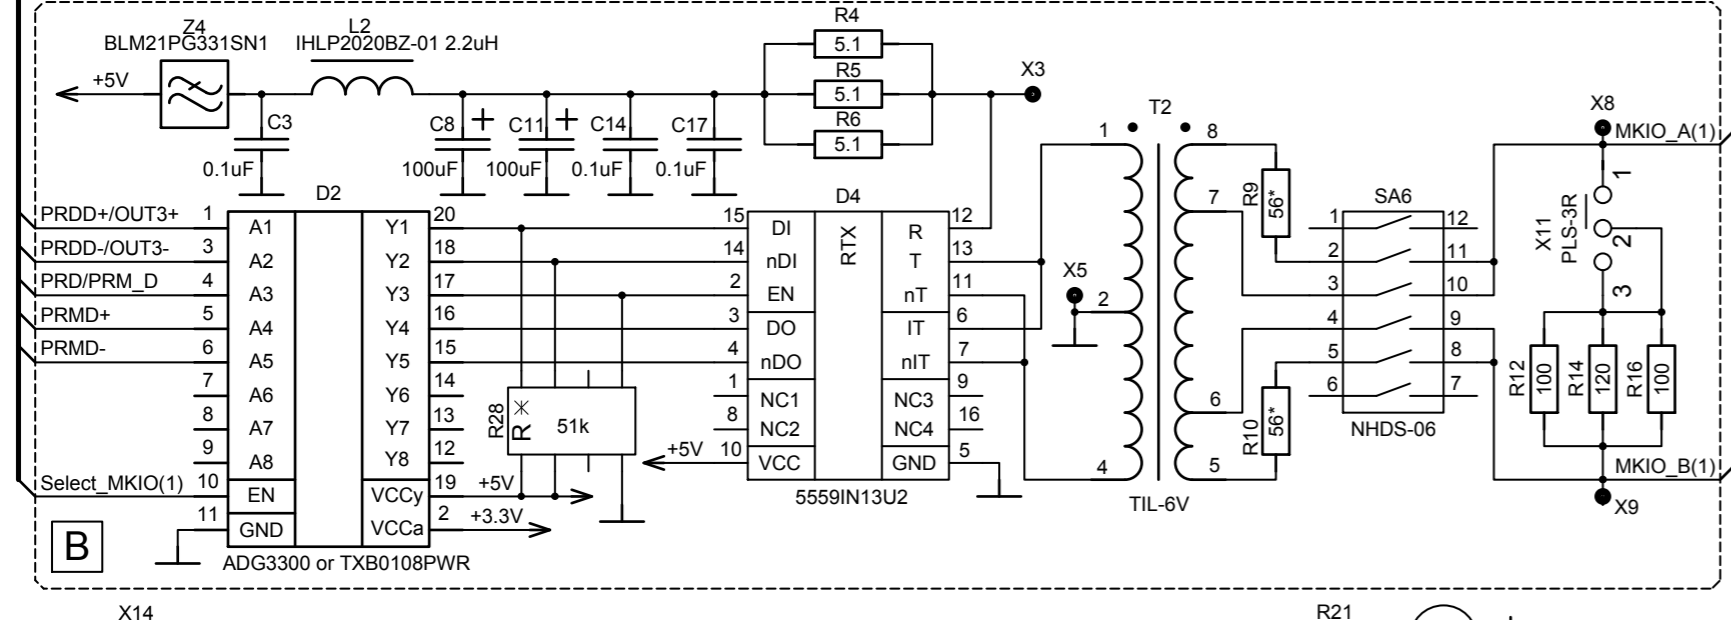 Z4
BLM21PG331SN1
L2
IHLP2020BZ-01 2.2uH
+5V
C3
0.1uF
C8
+
100uF
C11
+
100uF
C14
0.1uF
C17
0.1uF
R4
5.1
R5
5.1
R6
5.1
X3
D2
PRDD+/OUT3+ 1 A1 Y1 20
PRDD-/OUT3- 3 A2 Y2 18
PRD/PRM_D 4 A3 Y3 17
PRMD+ 5 A4 Y4 16
PRMD- 6 A5 Y5 15
7 A6 Y6 14
8 A7 Y7 13
9 A8 Y8 12
Select_MKIO(1) 10 EN VCCy 19 +5V
11 GND VCCa 2 +3.3V
ADG3300 or TXB0108PWR
B
R28
R
51k
D4
RTX
15 DI R 12
14 nDI T 13
2 EN nT 11
3 DO IT 6
4 nDO nIT 7
1 NC1 NC3 9
8 NC2 NC4 16
+5V 10 VCC GND 5
5559IN13U2
X5
T2
1 8
7
2
6
4 5
TIL-6V
R9
56*
R10
56*
SA6
1 12
2 11
3 10
4 9
5 8
6 7
NHDS-06
X8
MKIO_A(1)
X11
PLS-3R
1
2
3
R12
100
R14
120
R16
100
MKIO_B(1)
X9
X14
R21